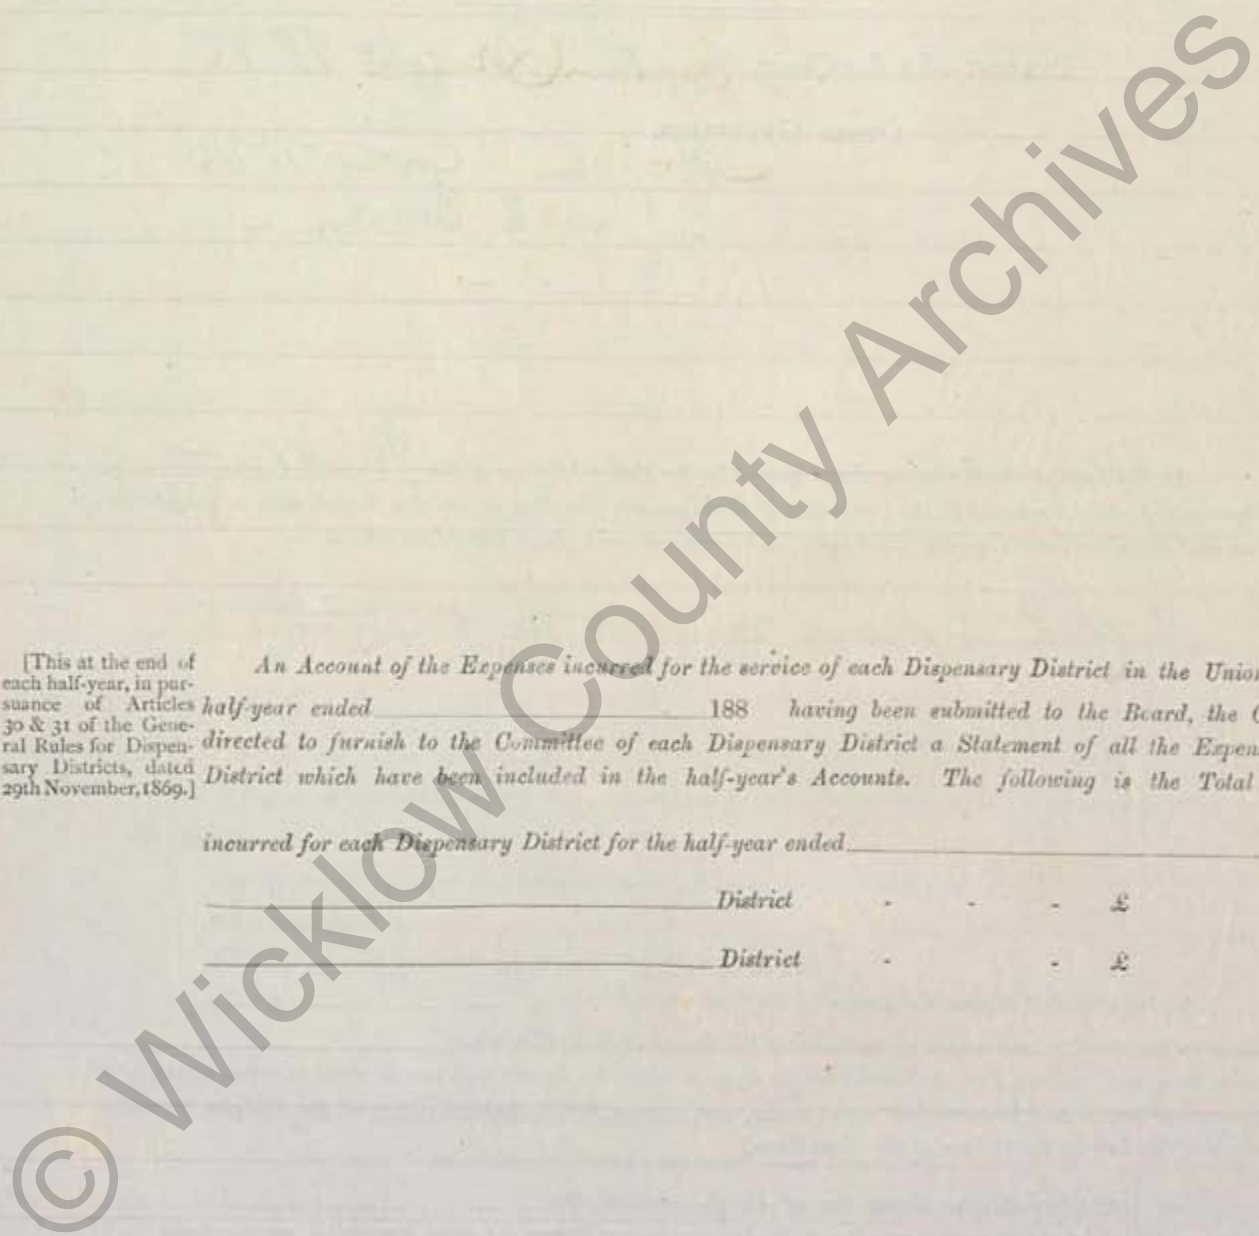 [This at the end of
each half-year, in pur-
suance of Articles
30 & 31 of the Gene-
ral Rules for Dispen-
sary Districts, dated
29th November, 1869.]
An Account of the Expenses incurred for the service of each Dispensary District in the Union
half-year ended 188 having been submitted to the Board, the
directed to furnish to the Committee of each Dispensary District a Statement of all the Expen
District which have been included in the half-year's Accounts. The following is the Total
incurred for each Dispensary District for the half-year ended
District - - - £
District - - £
© Wicklow County Archives